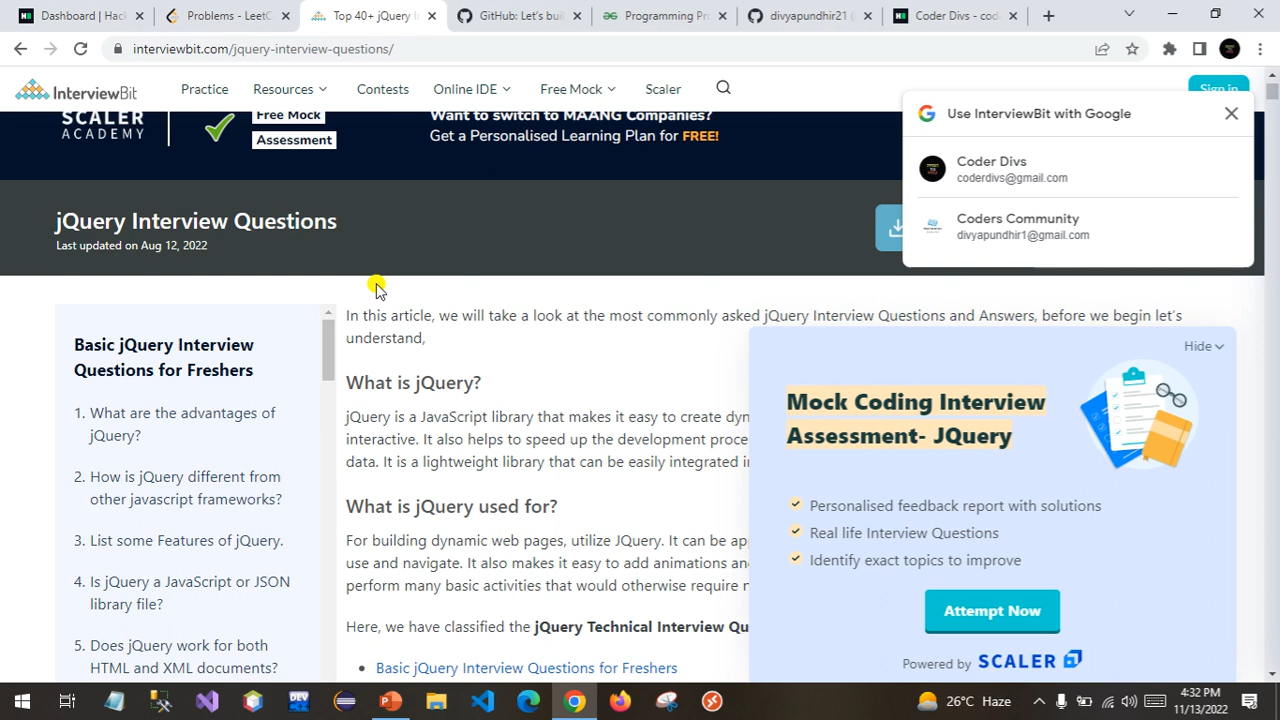 Dashboard | Hack
Problems - LeetC
Top 40+ jQuery I
GitHub: Let's buil
Programming Pr
divyapundhir21 (
Coder Divs - cod
interviewbit.com/jquery-interview-questions/
InterviewBit
Practice
Resources
Contests
Online IDE
Free Mock
Scaler
Sign in
SCALER
ACADEMY
Free Mock
Assessment
Want to switch to MAANG Companies?
Get a Personalised Learning Plan for FREE!
Use InterviewBit with Google
Coder Divs
coderdivs@gmail.com
Coders Community
divyapundhir1@gmail.com
jQuery Interview Questions
Last updated on Aug 12, 2022
Basic jQuery Interview
Questions for Freshers
1. What are the advantages of
jQuery?
2. How is jQuery different from
other javascript frameworks?
3. List some Features of jQuery.
4. Is jQuery a JavaScript or JSON
library file?
5. Does jQuery work for both
HTML and XML documents?
In this article, we will take a look at the most commonly asked jQuery Interview Questions and Answers, before we begin let's
understand,
What is jQuery?
jQuery is a JavaScript library that makes it easy to create dyn
interactive. It also helps to speed up the development proce
data. It is a lightweight library that can be easily integrated i
What is jQuery used for?
For building dynamic web pages, utilize JQuery. It can be ap
use and navigate. It also makes it easy to add animations an
perform many basic activities that would otherwise require
Here, we have classified the jQuery Technical Interview Qu
• Basic jQuery Interview Questions for Freshers
Hide
Mock Coding Interview
Assessment- JQuery
Personalised feedback report with solutions
Real life Interview Questions
Identify exact topics to improve
Attempt Now
Powered by SCALER
26°C Haze
4:32 PM
11/13/2022